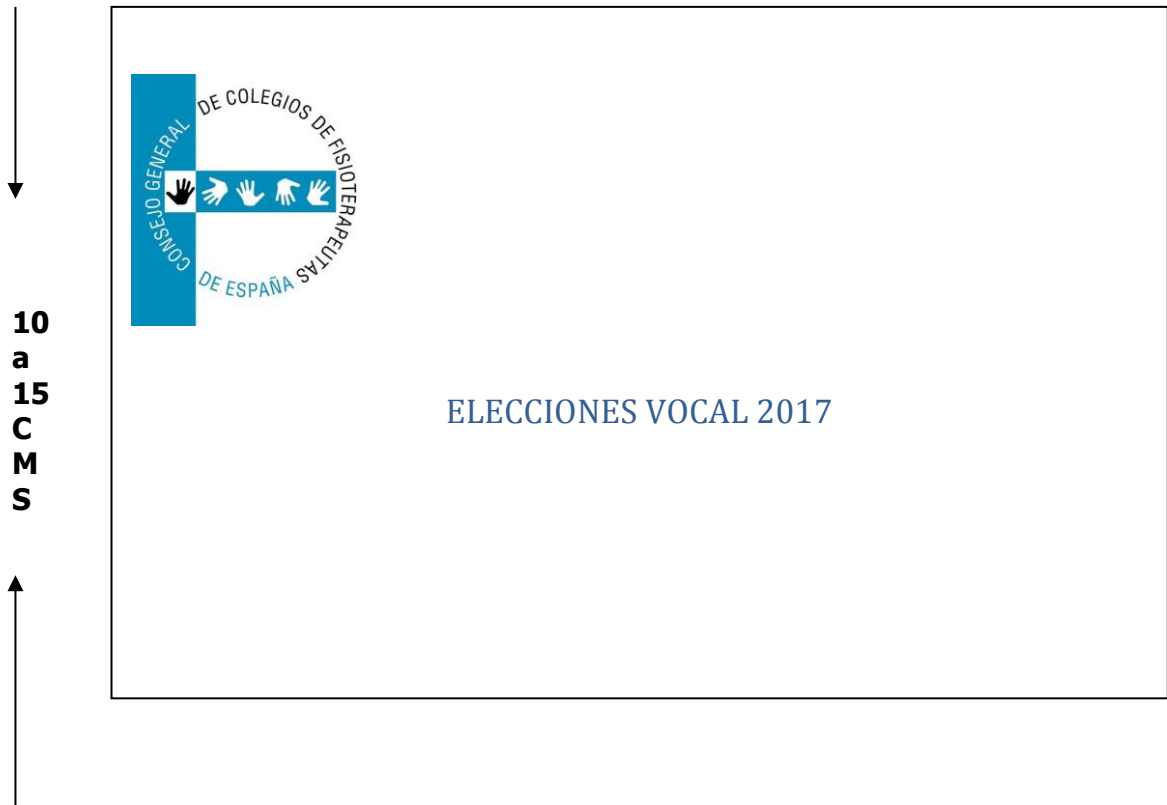 CONSEJO GENERAL DE COLEGIOS DE FISIOTERAPEUTAS
DE ESPAÑA
10
a
15
C
M
S
ELECCIONES VOCAL 2017